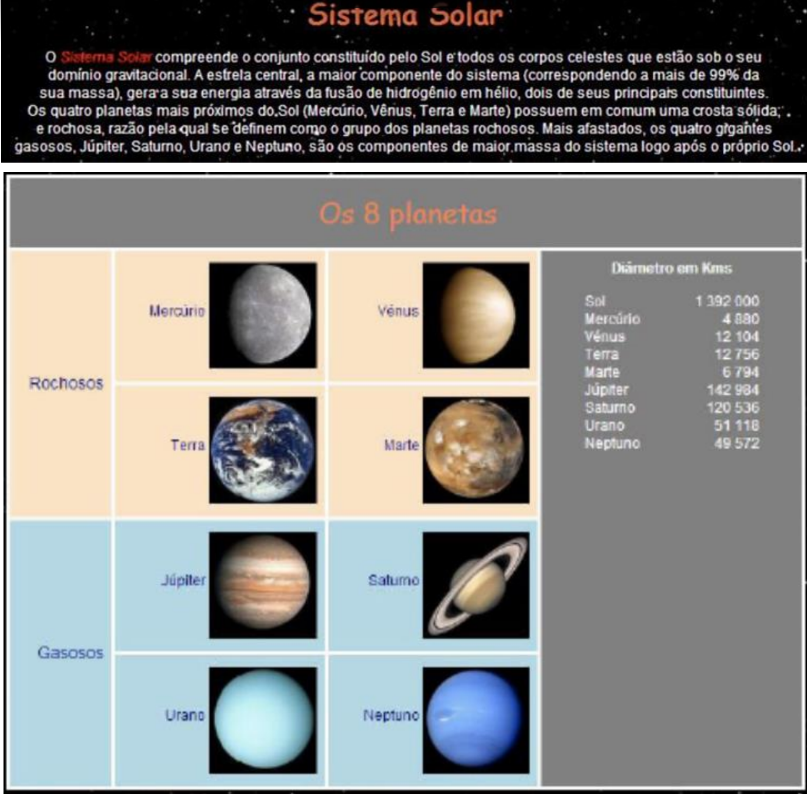 Sistema Solar
O Sistema Solar compreende o conjunto constituído pelo Sol e todos os corpos celestes que estão sob o seu
domínio gravitacional. A estrela central, a maior componente do sistema (correspondendo a mais de 99% da
sua massa), gera a sua energia através da fusão de hidrogênio em hélio, dois de seus principais constituintes.
Os quatro planetas mais próximos do Sol (Mercúrio, Vênus, Terra e Marte) possuem em comum uma crosta sólida;
e rochosa, razão pela qual se definem como o grupo dos planetas rochosos. Mais afastados, os quatro gigantes
gasosos, Júpiter, Saturno, Urano e Neptuno, são os componentes de maior massa do sistema logo após o próprio Sol.
Os 8 planetas
Rochosos
Mercúrio
Vénus
Terra
Marte
Gasosos
Júpiter
Saturno
Urano
Neptuno
Diâmetro em Kms
Sol 1 392 000
Mercúrio 4 880
Vénus 12 104
Terra 12 756
Marte 6 794
Júpiter 142 984
Saturno 120 536
Urano 51 118
Neptuno 49 572